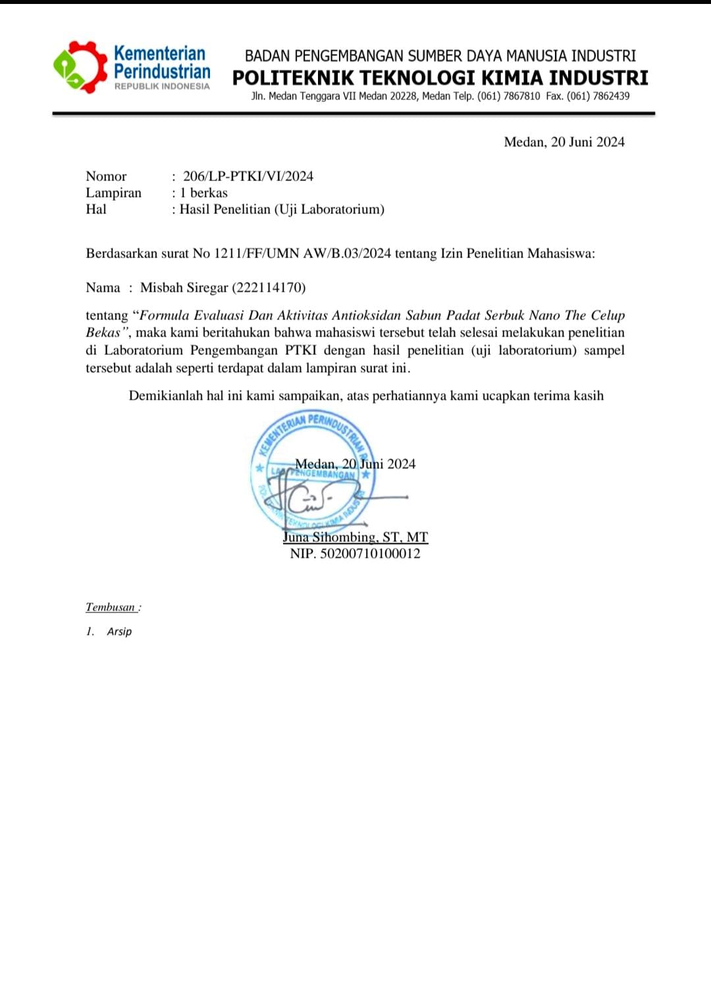 Kementerian
Perindustrian
REPUBLIK INDONESIA
BADAN PENGEMBANGAN SUMBER DAYA MANUSIA INDUSTRI
POLITEKNIK TEKNOLOGI KIMIA INDUSTRI
Jln. Medan Tenggara VII Medan 20228, Medan Telp. (061) 7867810 Fax. (061) 7862439
Medan, 20 Juni 2024
Nomor : 206/LP-PTKI/VI/2024
Lampiran : 1 berkas
Hal : Hasil Penelitian (Uji Laboratorium)
Berdasarkan surat No 1211/FF/UMN AW/B.03/2024 tentang Izin Penelitian Mahasiswa:
Nama : Misbah Siregar (222114170)
tentang “Formula Evaluasi Dan Aktivitas Antioksidan Sabun Padat Serbuk Nano The Celup
Bekas”, maka kami beritahukan bahwa mahasiswi tersebut telah selesai melakukan penelitian
di Laboratorium Pengembangan PTKI dengan hasil penelitian (uji laboratorium) sampel
tersebut adalah seperti terdapat dalam lampiran surat ini.
Demikianlah hal ini kami sampaikan, atas perhatiannya kami ucapkan terima kasih
KEMENTERIAN PERINDUSTRIAN
Medan, 20 Juni 2024
PENGEMBANGAN
TEKNOLOGI KIMIA INDUSTRI
Juna Sihombing, ST, MT
NIP. 50200710100012
Tembusan :
1. Arsip